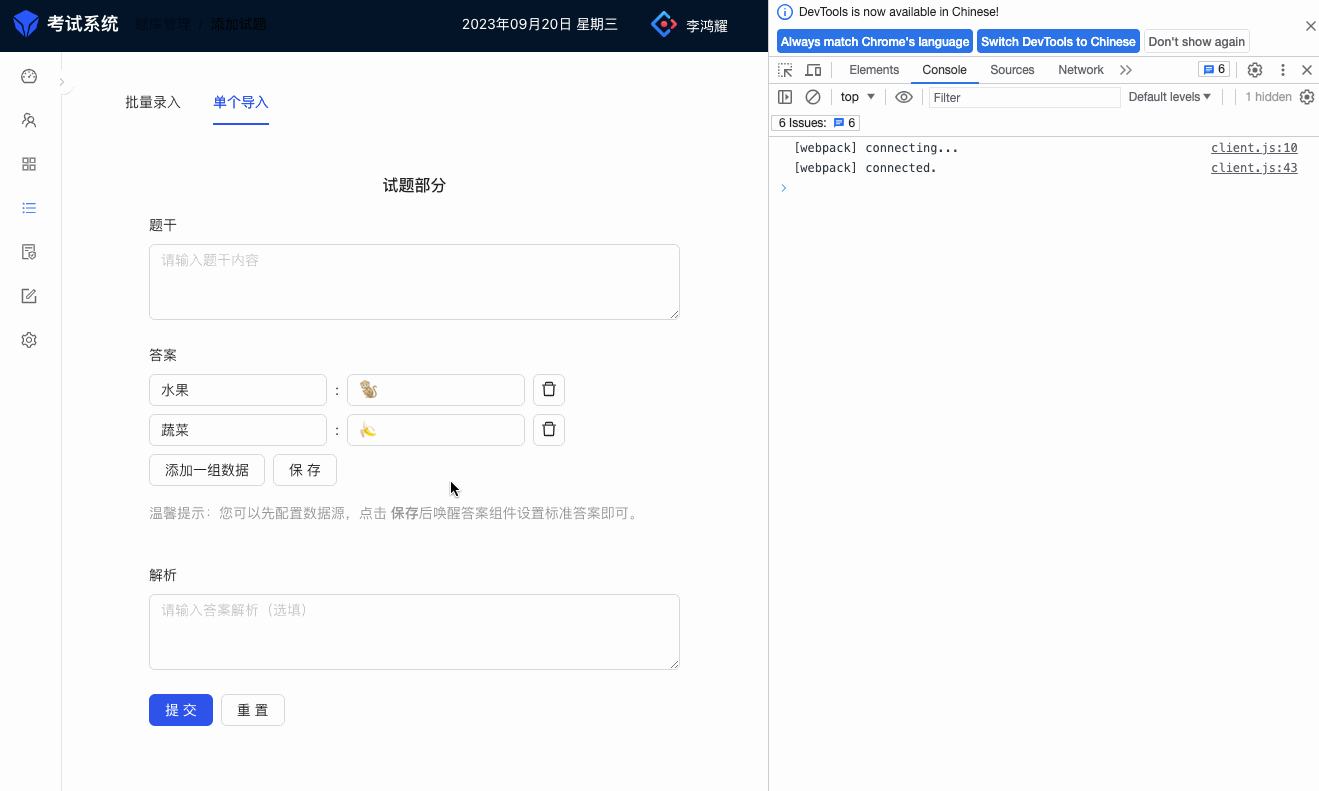 考试系统 题库管理 / 添加试题 2023年09月20日 星期三 李鸿耀
批量录入 单个导入
试题部分
题干
请输入题干内容
答案
水果 : 🐒
蔬菜 : 🍌
添加一组数据 保 存
温馨提示：您可以先配置数据源，点击 保存后唤醒答案组件设置标准答案即可。
解析
请输入答案解析（选填）
提 交 重 置
DevTools is now available in Chinese!
Always match Chrome's language Switch DevTools to Chinese Don't show again
Elements Console Sources Network 6
top Filter Default levels 1 hidden
6 Issues: 6
[webpack] connecting... client.js:10
[webpack] connected. client.js:43